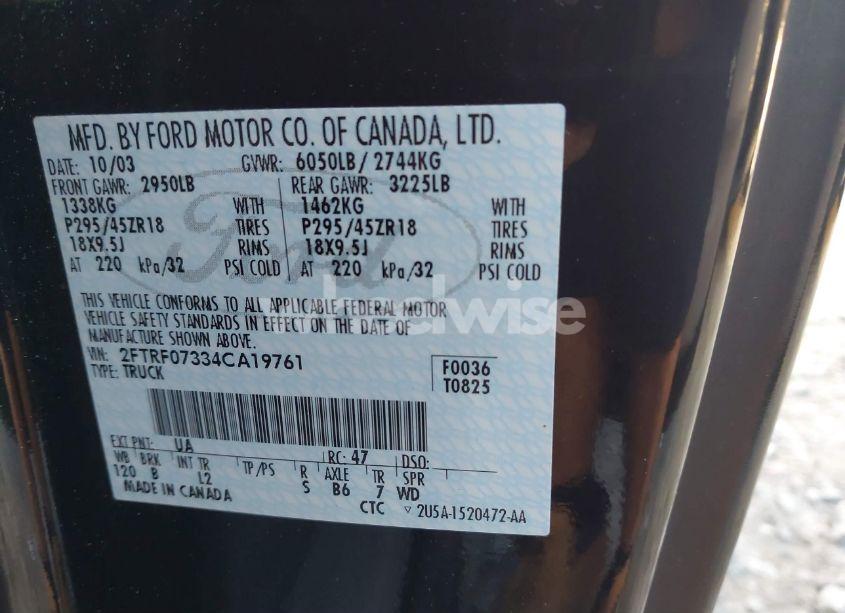 MFD. BY FORD MOTOR CO. OF CANADA, LTD.
DATE: 10/03 GVWR: 6050LB/ 2744KG
FRONT GAWR: 2950LB REAR GAWR: 3225LB
1338KG WITH 1462KG WITH
P295/45ZR18 TIRES P295/45ZR18 TIRES
18X9.5J RIMS 18X9.5J RIMS
AT 220 kPa/32 PSI COLD AT 220 kPa/32 PSI COLD
Ford
THIS VEHICLE CONFORMS TO ALL APPLICABLE FEDERAL MOTOR
VEHICLE SAFETY STANDARDS IN EFFECT ON THE DATE OF
MANUFACTURE SHOWN ABOVE.
VIN: 2FTRF07334CA19761 F0036
TYPE: TRUCK T0825
EXT PNT: UA RC: 47 DSO:
WB BRK INT TR TP/PS R AXLE TR SPR
120 B L2 S B6 7 WD
MADE IN CANADA
CTC ▽ 2U5A-1520472-AA